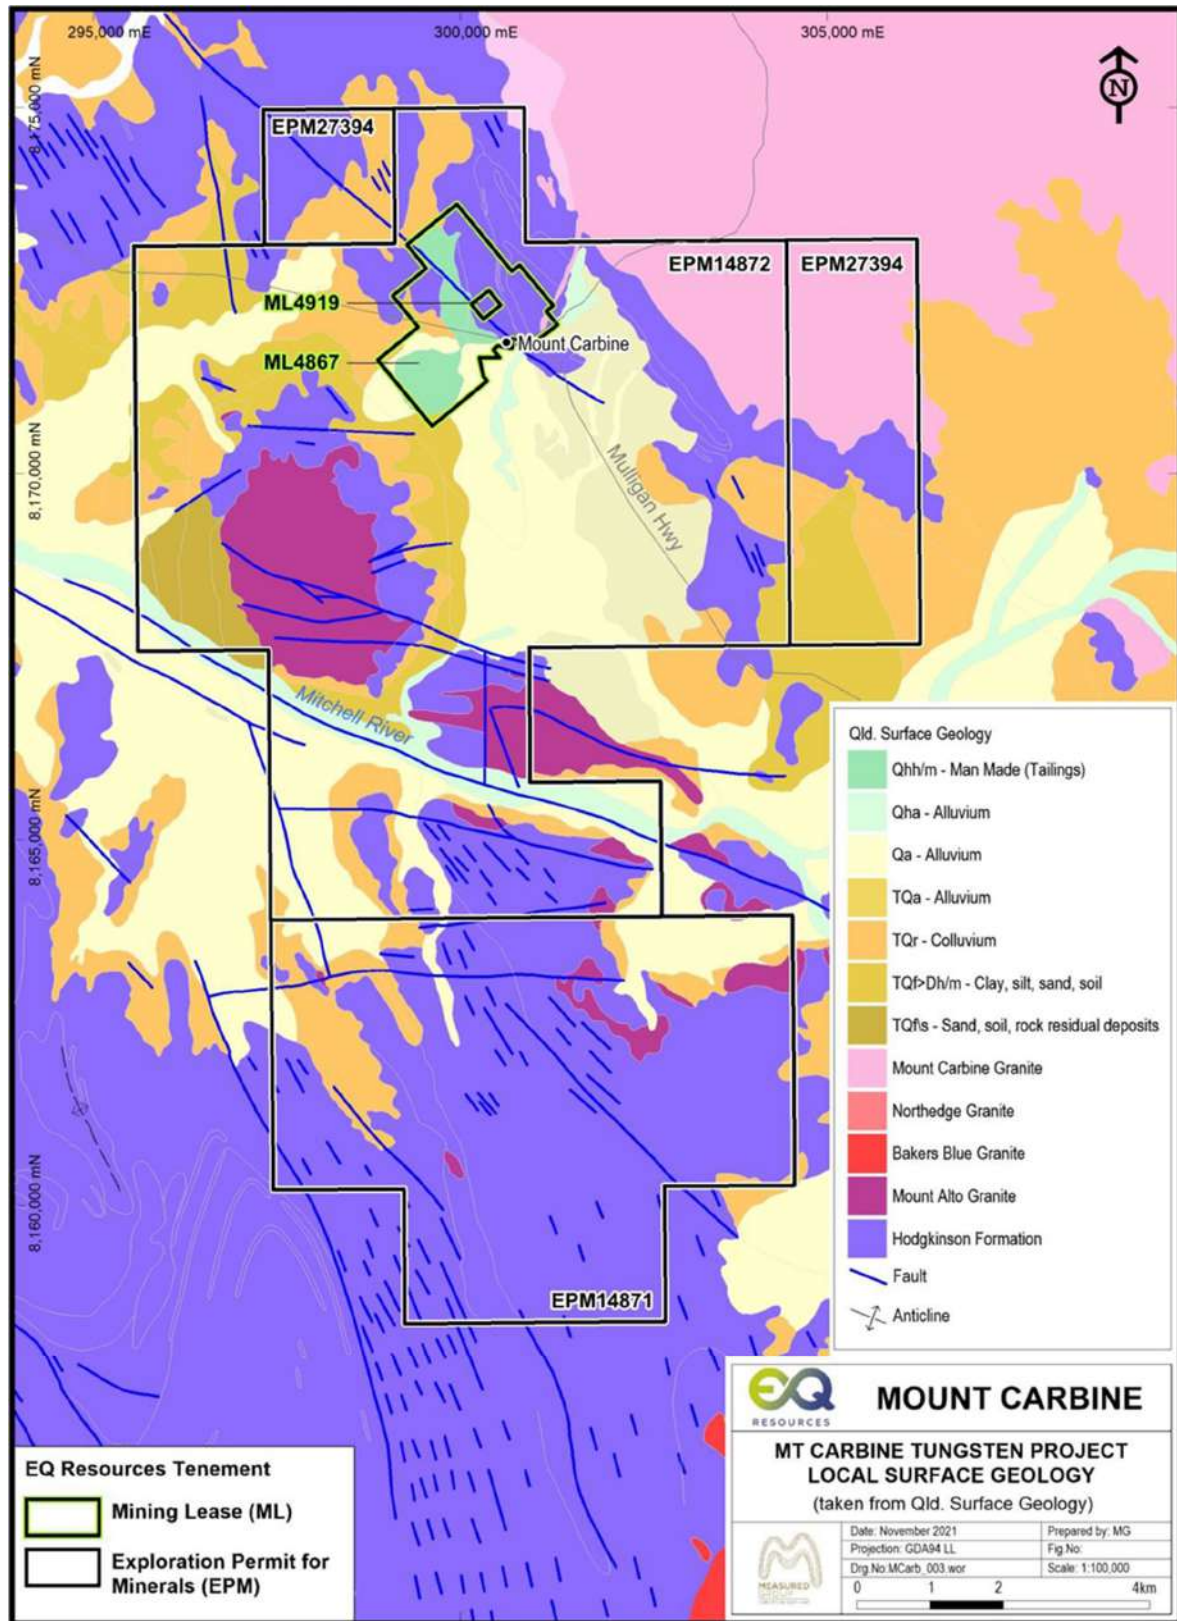 295,000 mE
300,000 mE
305,000 mE
8,175,000 mN
N
EPM27394
EPM14872
EPM27394
ML4919
Mount Carbine
ML4867
8,170,000 mN
Mulligan Hwy
Mitchell River
8,165,000 mN
8,160,000 mN
EPM14871
Qld. Surface Geology
Qhh/m - Man Made (Tailings)
Qha - Alluvium
Qa - Alluvium
TQa - Alluvium
TQr - Colluvium
TQf>Dh/m - Clay, silt, sand, soil
TQf\s - Sand, soil, rock residual deposits
Mount Carbine Granite
Northedge Granite
Bakers Blue Granite
Mount Alto Granite
Hodgkinson Formation
Fault
Anticline
EQ Resources Tenement
Mining Lease (ML)
Exploration Permit for
Minerals (EPM)
EQ
RESOURCES
MOUNT CARBINE
MT CARBINE TUNGSTEN PROJECT
LOCAL SURFACE GEOLOGY
(taken from Qld. Surface Geology)
MEASURED
GROUP
Date: November 2021
Prepared by: MG
Projection: GDA94 LL
Fig.No:
Drg.No:MCarb_003.wor
Scale: 1:100,000
0 1 2 4km